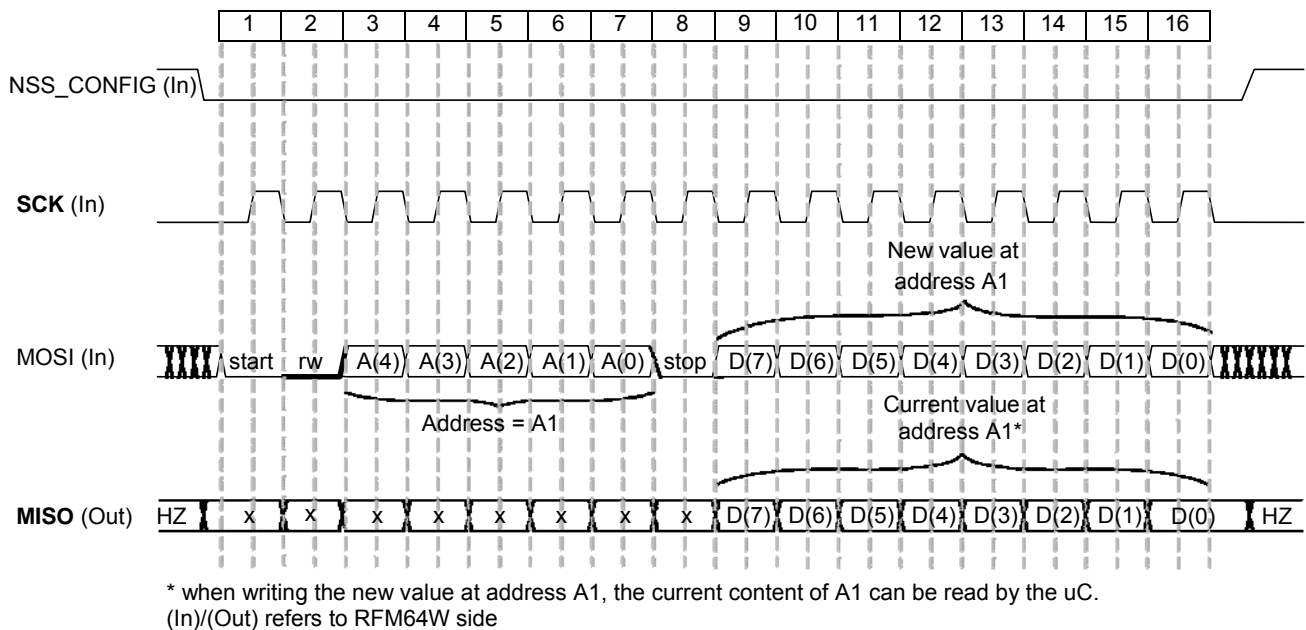 1 2 3 4 5 6 7 8 9 10 11 12 13 14 15 16
NSS_CONFIG (In)
SCK (In)
New value at
address A1
MOSI (In) start rw A(4) A(3) A(2) A(1) A(0) stop D(7) D(6) D(5) D(4) D(3) D(2) D(1) D(0)
Address = A1
Current value at
address A1*
MISO (Out) HZ x x x x x x x x D(7) D(6) D(5) D(4) D(3) D(2) D(1) D(0) HZ
* when writing the new value at address A1, the current content of A1 can be read by the uC.
(In)/(Out) refers to RFM64W side